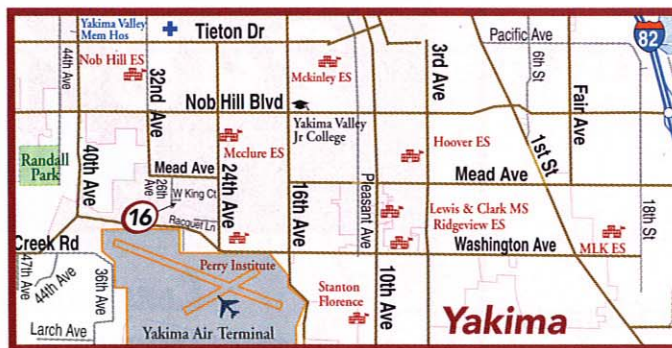 Yakima Valley
Mem Hos
Tieton Dr
Pacific Ave
82
44th Ave
Nob Hill ES
32nd Ave
Mckinley ES
3rd Ave
6th St
Fair Ave
Nob Hill Blvd
Yakima Valley
Jr College
Mcclure ES
Hoover ES
1st St
Randall
Park
40th Ave
Mead Ave
Mead Ave
26th
Ave
W King Ct
24th Ave
16th Ave
Pleasant Ave
18th St
16
Racquet Ln
Lewis & Clark MS
Ridgeview ES
MLK ES
Creek Rd
Washington Ave
47th Ave
44th Ave
36th Ave
Perry Institute
10th Ave
Stanton
Florence
Larch Ave
Yakima Air Terminal
Yakima